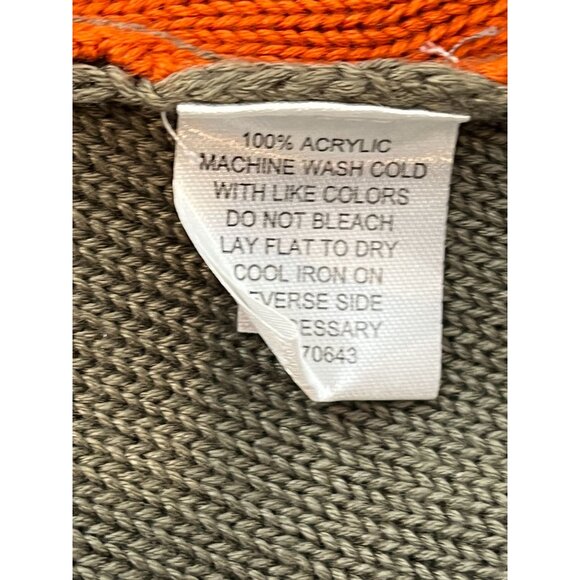 100% ACRYLIC
MACHINE WASH COLD
WITH LIKE COLORS
DO NOT BLEACH
LAY FLAT TO DRY
COOL IRON ON
EVERSE SIDE
ESSARY
70643